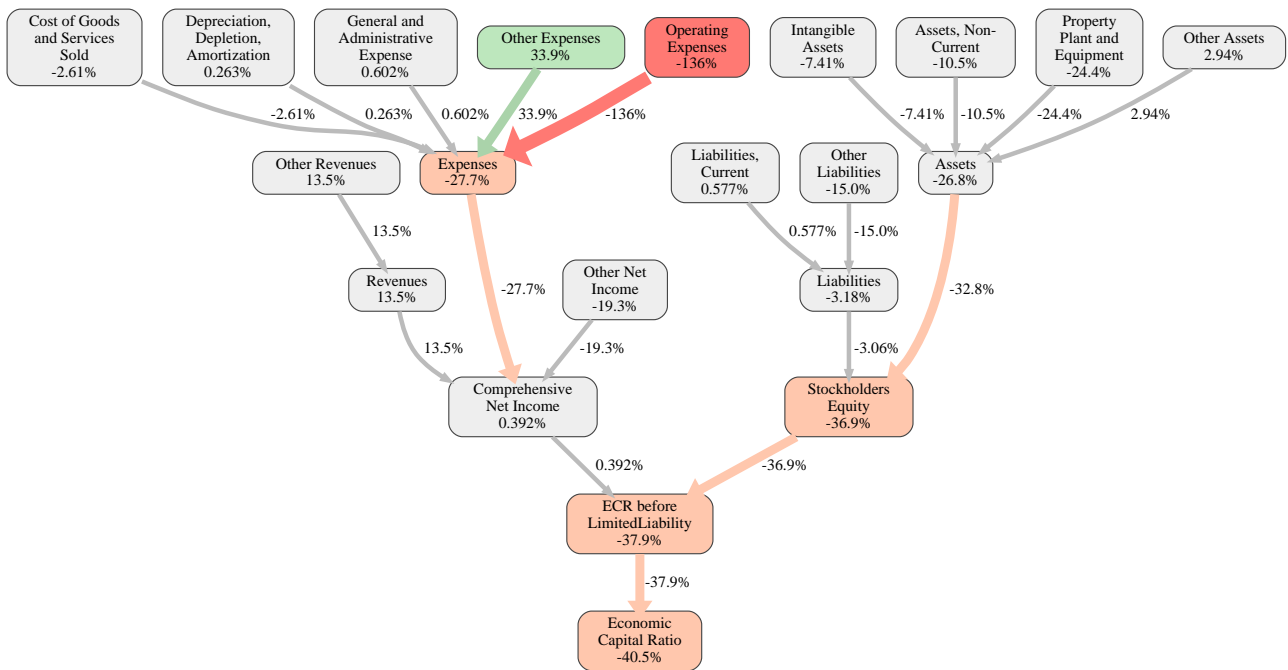 Cost of Goods
and Services
Sold
-2.61%
Depreciation,
Depletion,
Amortization
0.263%
General and
Administrative
Expense
0.602%
Other Expenses
33.9%
Operating
Expenses
-136%
Intangible
Assets
-7.41%
Assets, Non-
Current
-10.5%
Property
Plant and
Equipment
-24.4%
Other Assets
2.94%
-2.61%
0.263%
0.602%
33.9%
-136%
-7.41%
-10.5%
-24.4%
2.94%
Other Revenues
13.5%
Expenses
-27.7%
Liabilities,
Current
0.577%
Other
Liabilities
-15.0%
Assets
-26.8%
13.5%
0.577%
-15.0%
Revenues
13.5%
-27.7%
Other Net
Income
-19.3%
Liabilities
-3.18%
-32.8%
13.5%
-19.3%
-3.06%
Comprehensive
Net Income
0.392%
Stockholders
Equity
-36.9%
0.392%
-36.9%
ECR before
LimitedLiability
-37.9%
-37.9%
Economic
Capital Ratio
-40.5%